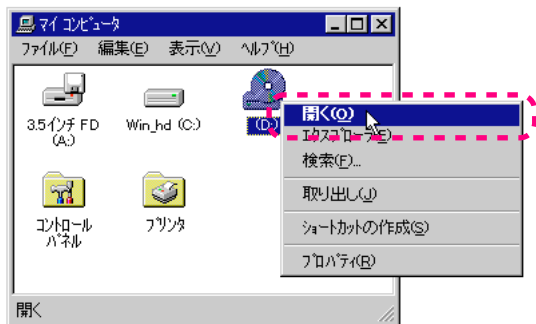 マイ コンピュータ
ファイル(F) 編集(E) 表示(V) ヘルプ(H)
3.5インチ FD
(A:)
Win_hd (C:)
(D:)
コントロール
パネル
プリンタ
開く(O)
エクスプローラ(E)
検索(F)...
取り出し(J)
ショートカットの作成(S)
プロパティ(R)
開く